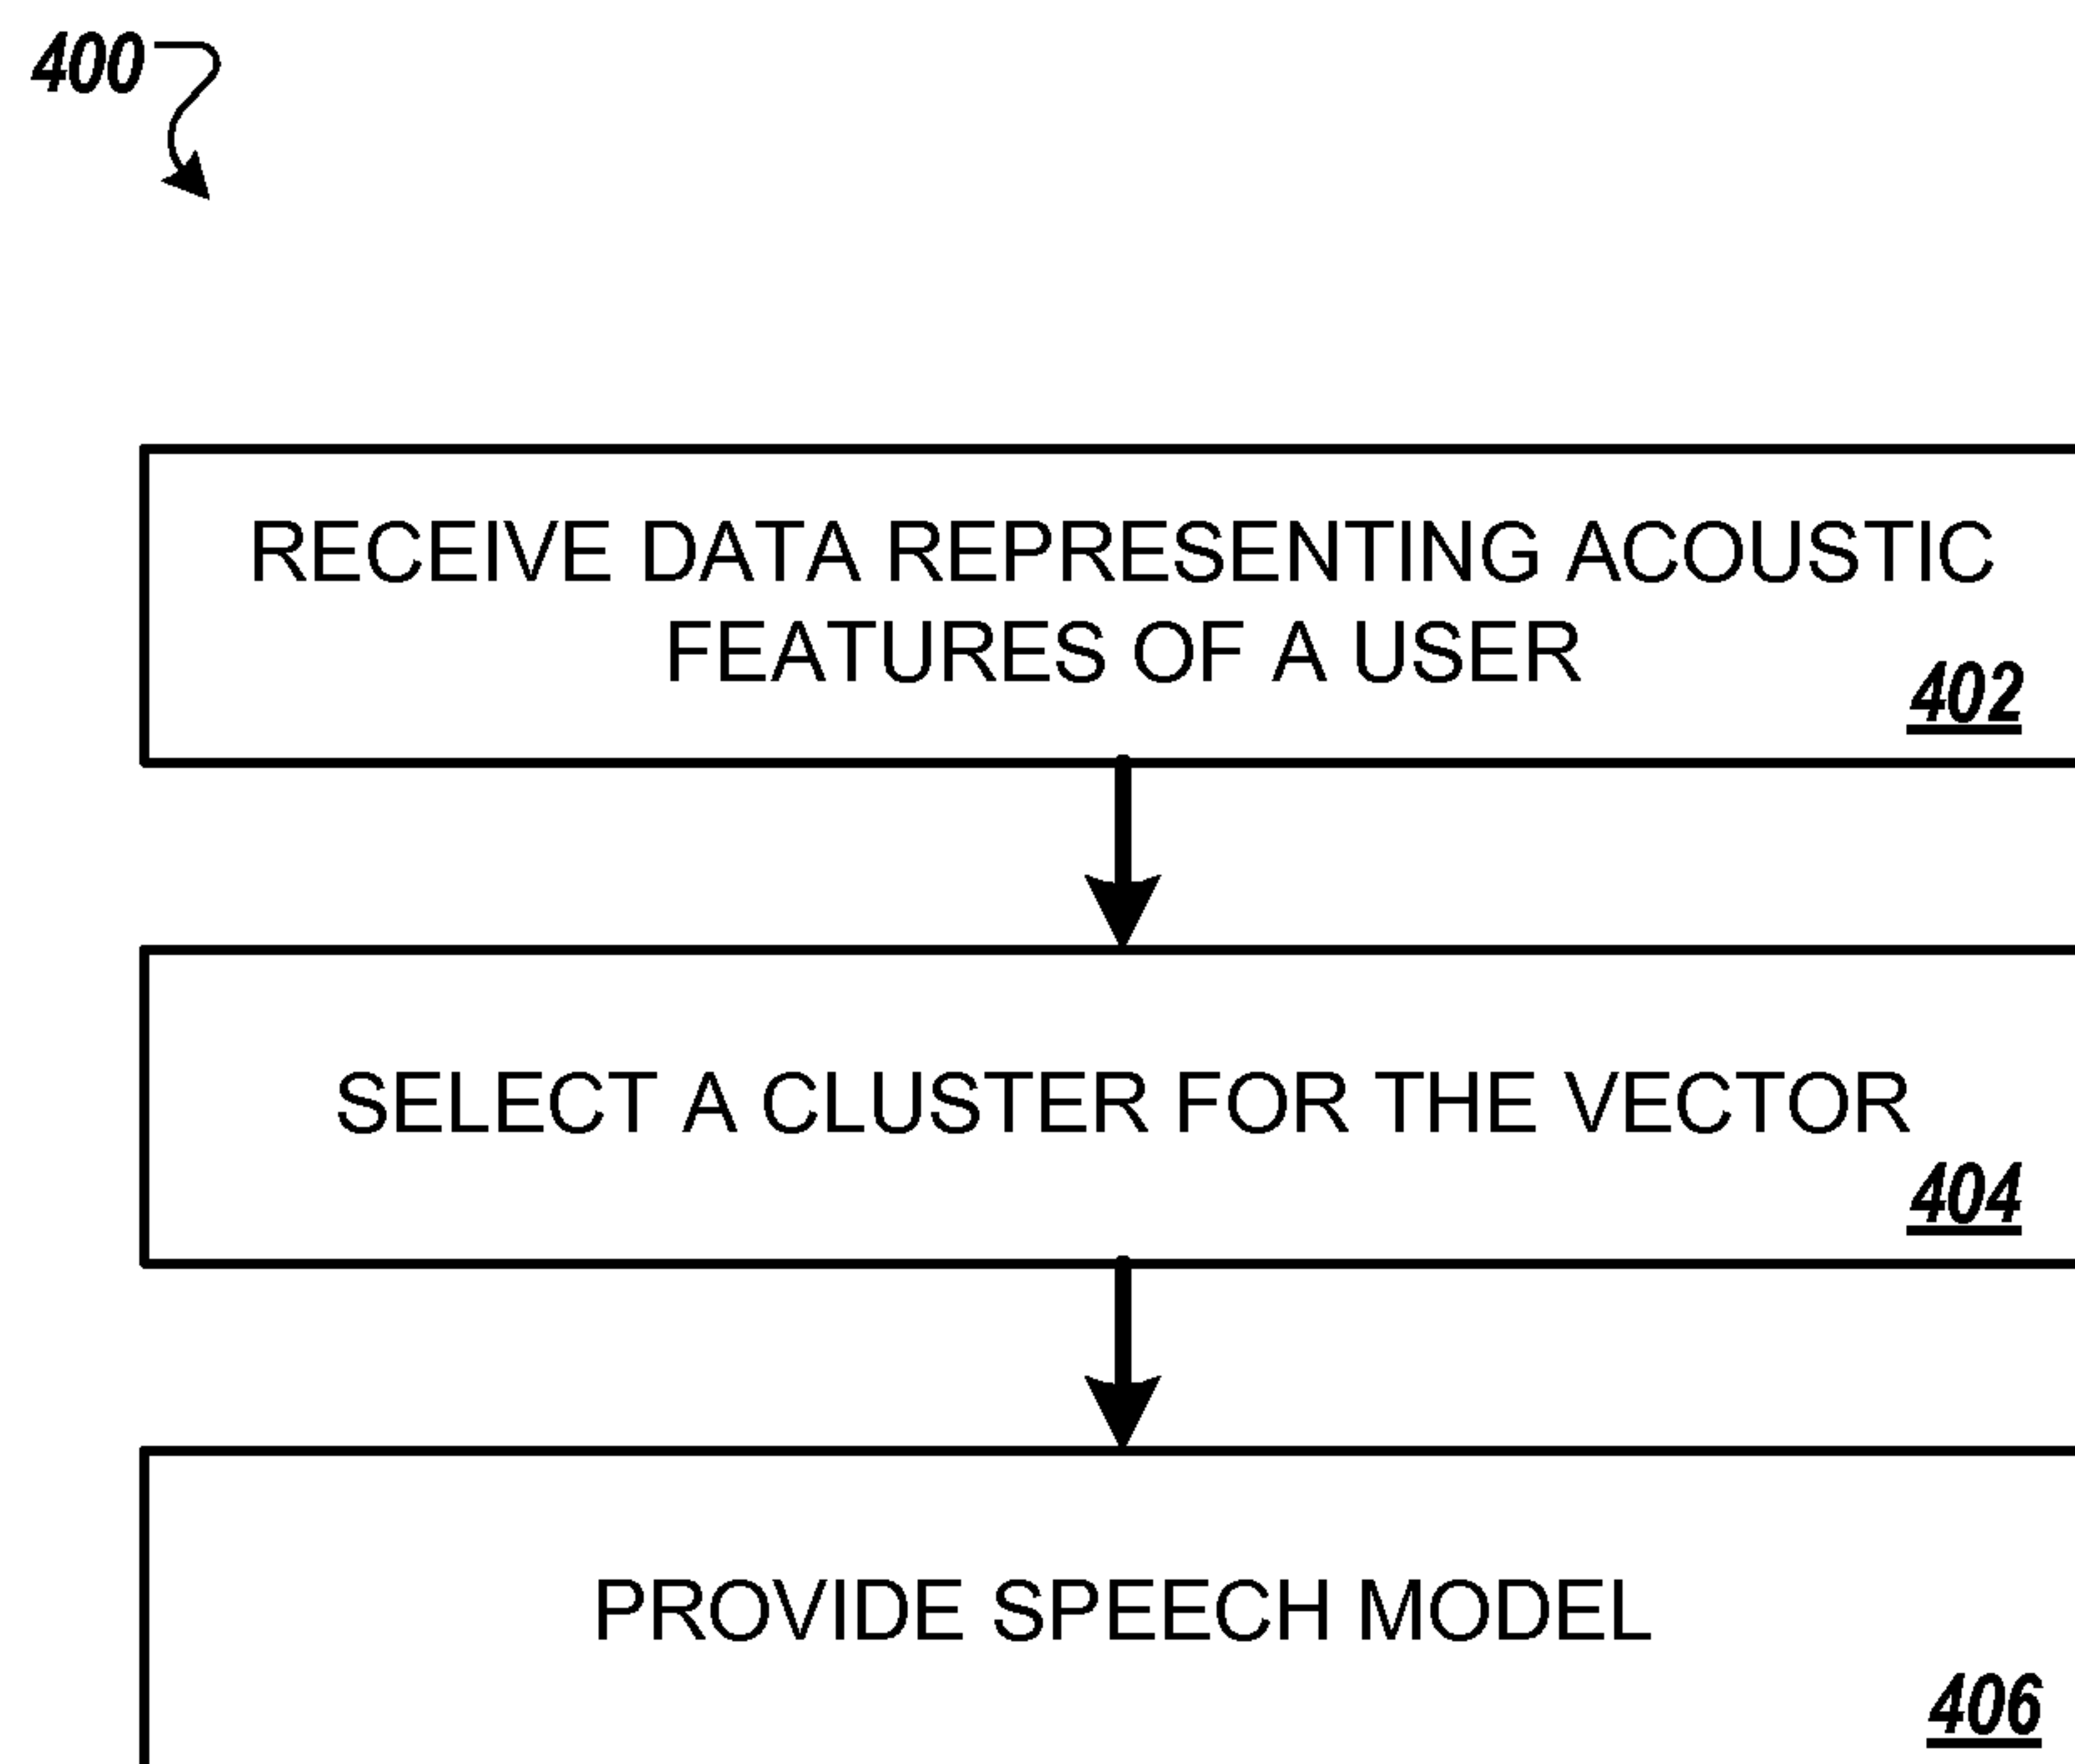 400
RECEIVE DATA REPRESENTING ACOUSTIC
FEATURES OF A USER
402
SELECT A CLUSTER FOR THE VECTOR
404
PROVIDE SPEECH MODEL
406